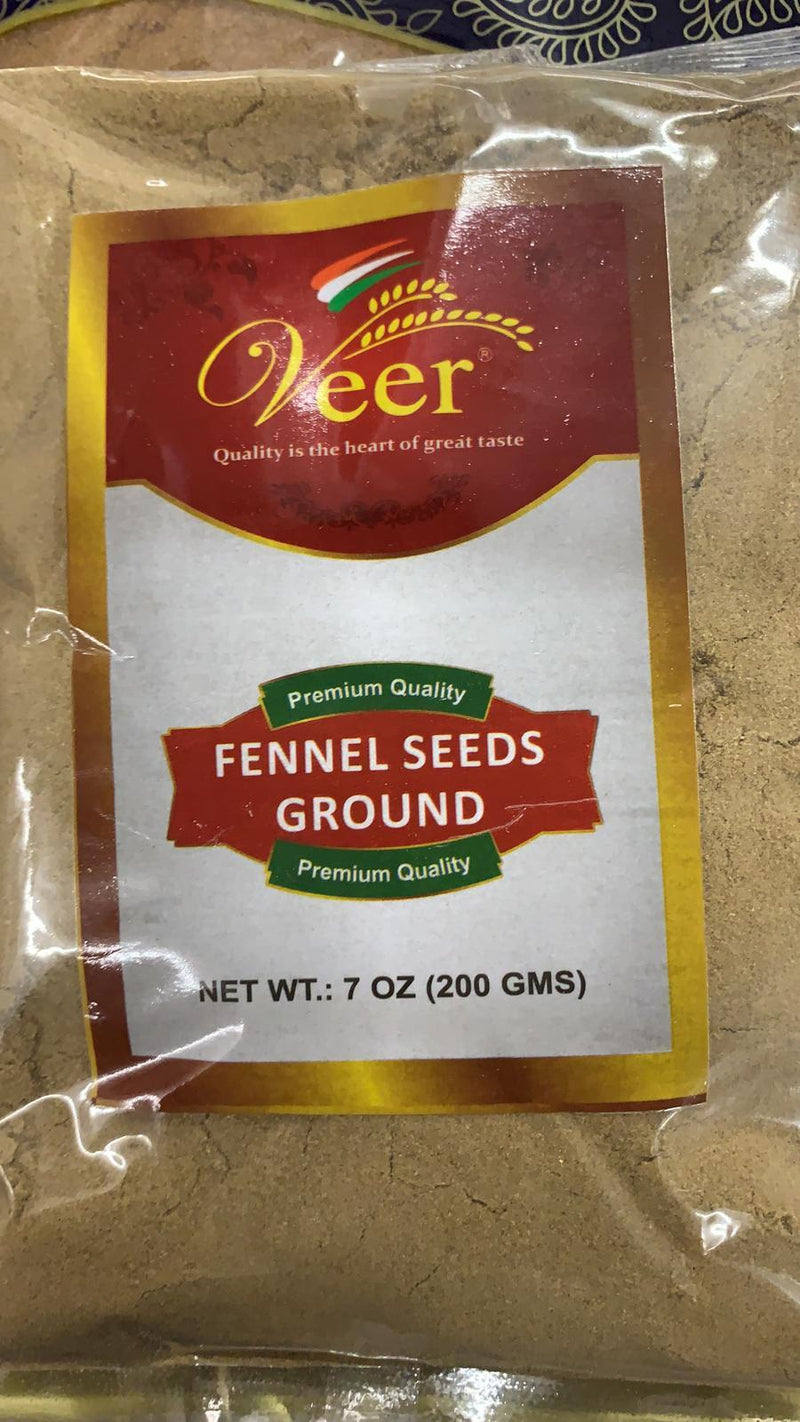 Veer®
Quality is the heart of great taste
Premium Quality
FENNEL SEEDS
GROUND
Premium Quality
NET WT.: 7 OZ (200 GMS)